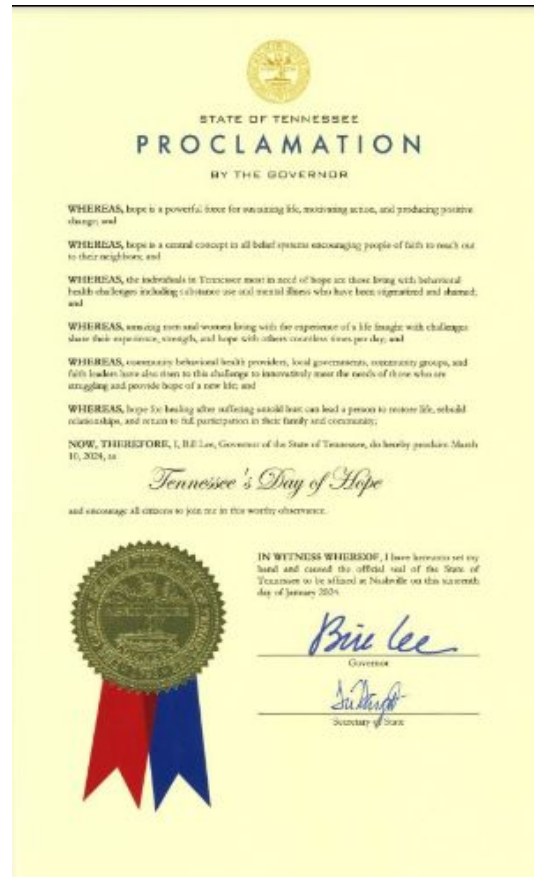 STATE OF TENNESSEE
PROCLAMATION
BY THE GOVERNOR
WHEREAS, hope is a powerful force for sustaining life, motivating action, and producing positive
change; and
WHEREAS, hope is a central concept in all belief systems encouraging people of faith to reach out
to their neighbors; and
WHEREAS, the individuals in Tennessee most in need of hope are those living with behavioral
health challenges including substance use and mental illness who have been stigmatized and shamed;
and
WHEREAS, amazing men and women living with the experience of a life fraught with challenges
share their experience, strength, and hope with others countless times per day; and
WHEREAS, community behavioral health providers, local governments, community groups, and
faith leaders have also risen to this challenge to innovatively meet the needs of those who are
struggling and provide hope of a new life; and
WHEREAS, hope for healing after suffering untold hurt can lead a person to restore life, rebuild
relationships, and return to full participation in their family and community;
NOW, THEREFORE, I, Bill Lee, Governor of the State of Tennessee, do hereby proclaim March
10, 2024, as
Tennessee's Day of Hope
and encourage all citizens to join me in this worthy observance.
IN WITNESS WHEREOF, I have hereunto set my
hand and caused the official seal of the State of
Tennessee to be affixed at Nashville on this sixteenth
day of January 2024.
Bill Lee
Governor
Secretary of State